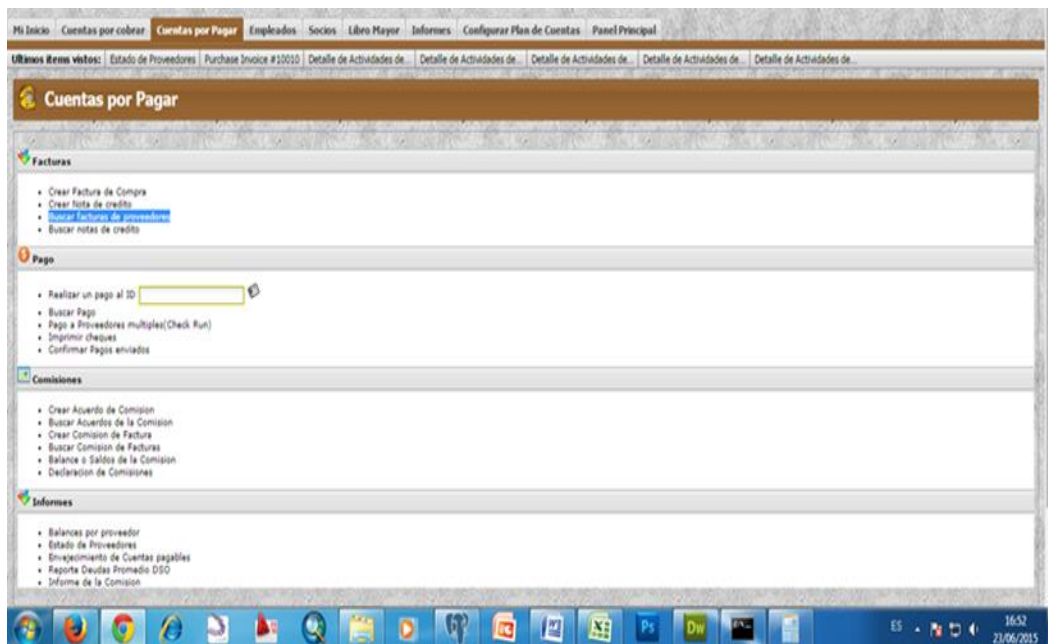 Mi Inicio Cuentas por cobrar Cuentas por Pagar Empleados Socios Libro Mayor Informes Configurar Plan de Cuentas Panel Principal
Ultimos items vistos: Estado de Proveedores Purchase Invoice #10010 Detalle de Actividades de... Detalle de Actividades de... Detalle de Actividades de... Detalle de Actividades de... Detalle de Actividades de...
Cuentas por Pagar
Facturas
Crear Factura de Compra
Crear Nota de credito
Buscar facturas de proveedores
Buscar notas de credito
Pago
Realizar un pago al ID
Buscar Pago
Pago a Proveedores multiples(Check Run)
Imprimir cheques
Confirmar Pagos enviados
Comisiones
Crear Acuerdo de Comision
Buscar Acuerdos de la Comision
Crear Comision de Factura
Buscar Comision de Facturas
Balance o Saldos de la Comision
Declaracion de Comisiones
Informes
Balances por proveedor
Estado de Proveedores
Envejecimiento de Cuentas pagables
Reporte Deudas Promedio DSO
Informe de la Comision
Ps Dw ES 16:52
23/06/2015